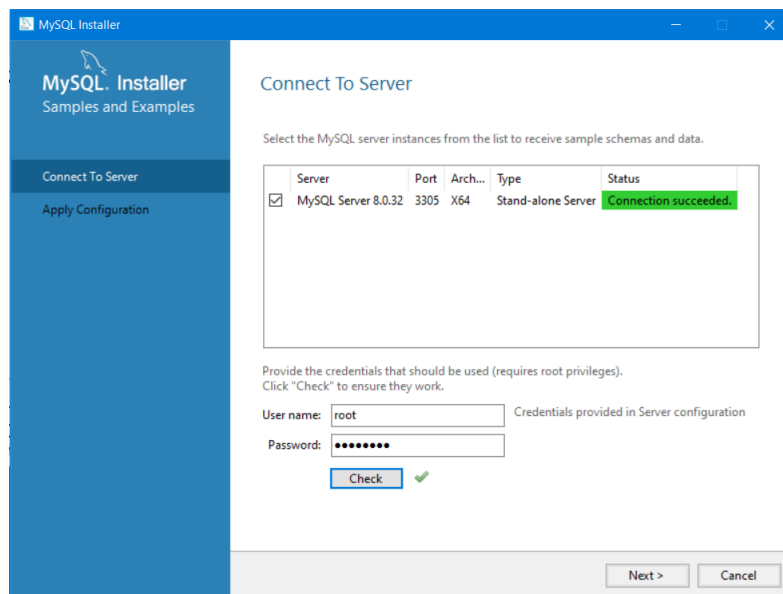 MySQL Installer
MySQL. Installer
Samples and Examples
Connect To Server
Apply Configuration
Connect To Server
Select the MySQL server instances from the list to receive sample schemas and data.
Server Port Arch... Type Status
MySQL Server 8.0.32 3305 X64 Stand-alone Server Connection succeeded.
Provide the credentials that should be used (requires root privileges).
Click "Check" to ensure they work.
User name: root Credentials provided in Server configuration
Password: ●●●●●●●●
Check
Next > Cancel